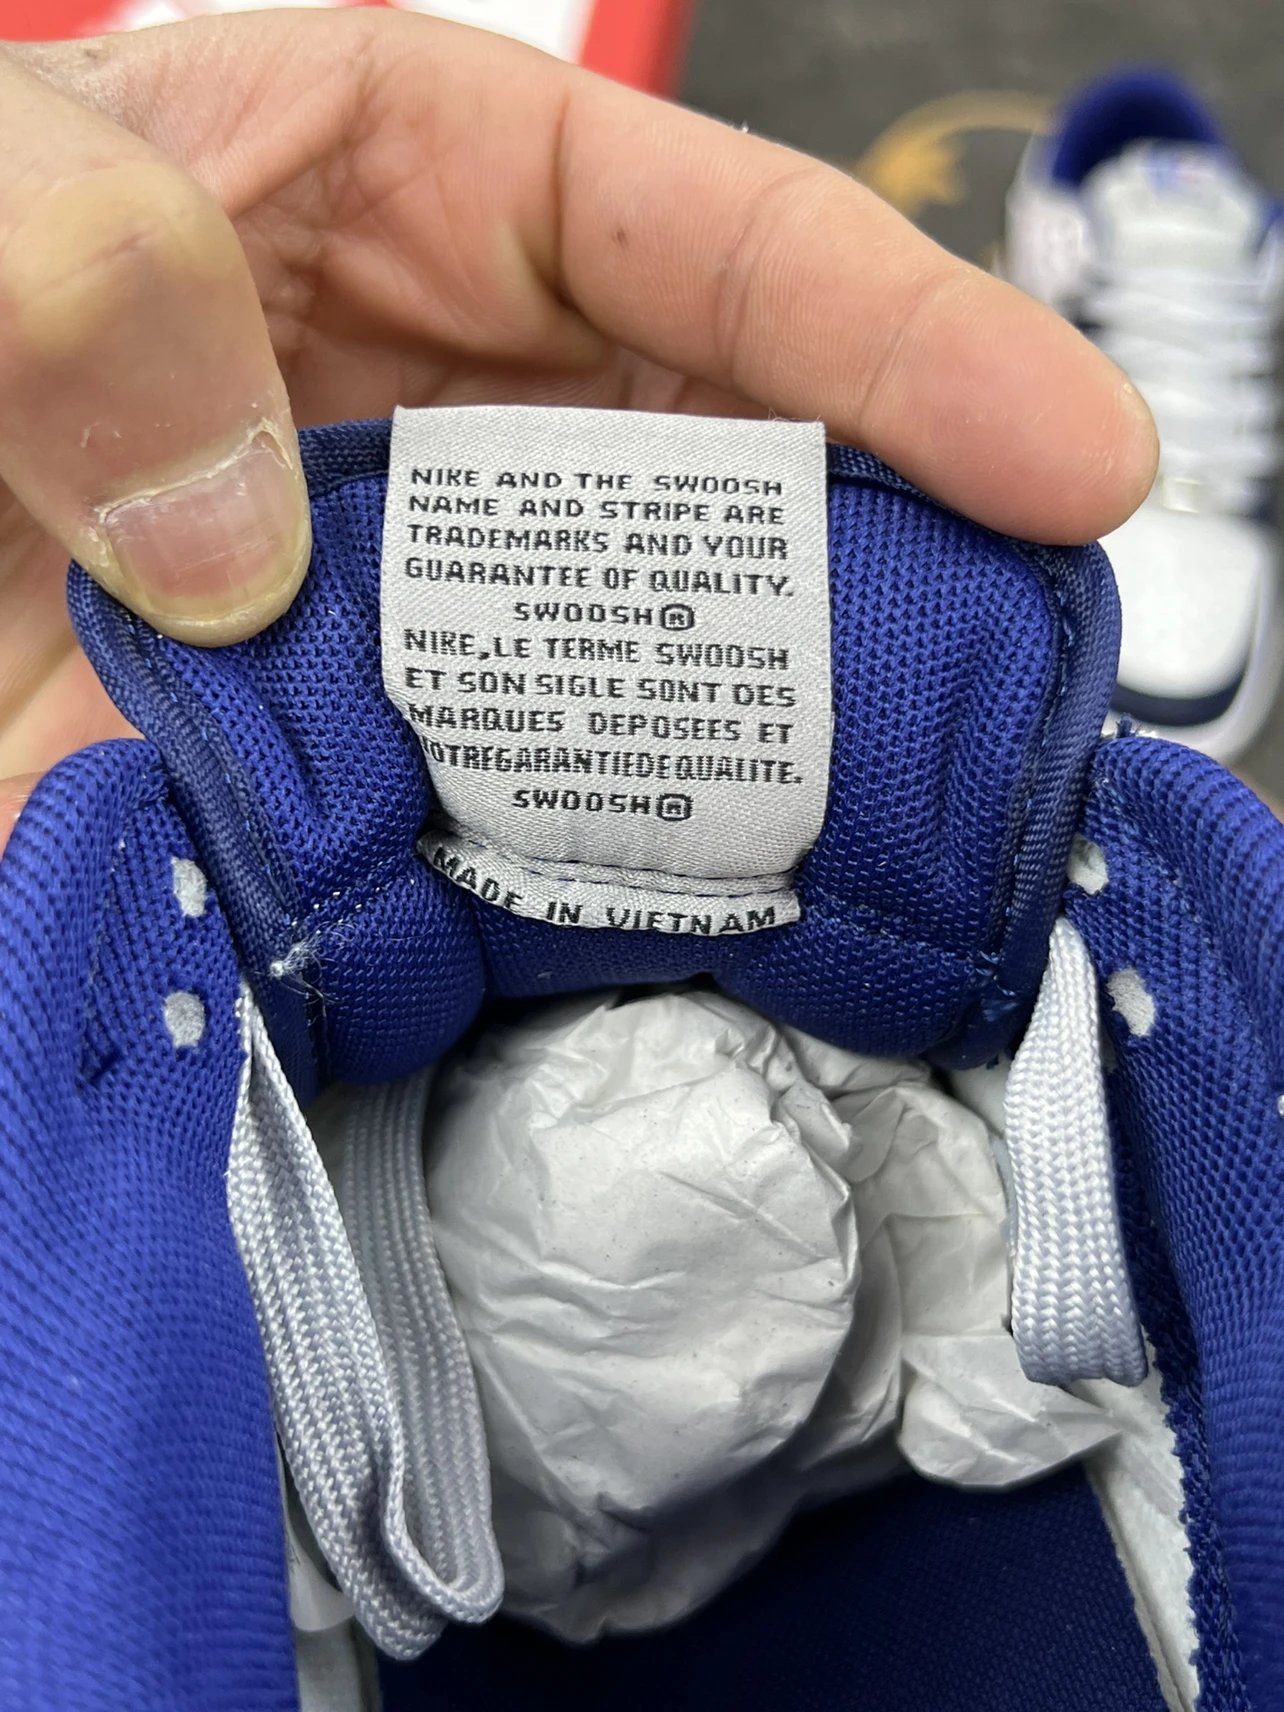 NIKE AND THE SWOOSH
NAME AND STRIPE ARE
TRADEMARKS AND YOUR
GUARANTEE OF QUALITY.
SWOOSH®
NIKE,LE TERME SWOOSH
ET SON SIGLE SONT DES
MARQUES DEPOSEES ET
VOTREGARANTIEDEQUALITE.
SWOOSH®
MADE IN VIETNAM